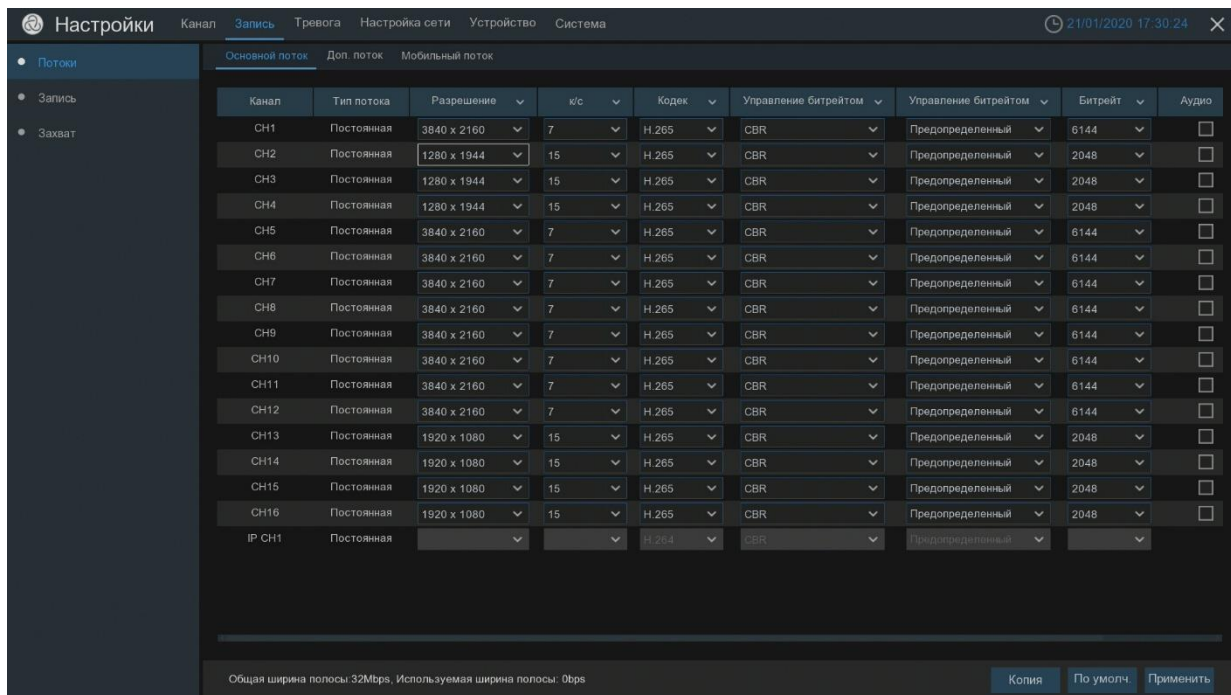 Настройки Канал Запись Тревога Настройка сети Устройство Система 21/01/2020 17:30:24
Потоки
Запись
Захват
Основной поток Доп. поток Мобильный поток
Канал Тип потока Разрешение к/с Кодек Управление битрейтом Управление битрейтом Битрейт Аудио
CH1 Постоянная 3840 x 2160 7 H.265 CBR Предопределенный 6144
CH2 Постоянная 1280 x 1944 15 H.265 CBR Предопределенный 2048
CH3 Постоянная 1280 x 1944 15 H.265 CBR Предопределенный 2048
CH4 Постоянная 1280 x 1944 15 H.265 CBR Предопределенный 2048
CH5 Постоянная 3840 x 2160 7 H.265 CBR Предопределенный 6144
CH6 Постоянная 3840 x 2160 7 H.265 CBR Предопределенный 6144
CH7 Постоянная 3840 x 2160 7 H.265 CBR Предопределенный 6144
CH8 Постоянная 3840 x 2160 7 H.265 CBR Предопределенный 6144
CH9 Постоянная 3840 x 2160 7 H.265 CBR Предопределенный 6144
CH10 Постоянная 3840 x 2160 7 H.265 CBR Предопределенный 6144
CH11 Постоянная 3840 x 2160 7 H.265 CBR Предопределенный 6144
CH12 Постоянная 3840 x 2160 7 H.265 CBR Предопределенный 6144
CH13 Постоянная 1920 x 1080 15 H.265 CBR Предопределенный 2048
CH14 Постоянная 1920 x 1080 15 H.265 CBR Предопределенный 2048
CH15 Постоянная 1920 x 1080 15 H.265 CBR Предопределенный 2048
CH16 Постоянная 1920 x 1080 15 H.265 CBR Предопределенный 2048
IP CH1 Постоянная H.264 CBR Предопределенный
Общая ширина полосы:32Mbps, Используемая ширина полосы: 0bps Копия По умолч. Применить